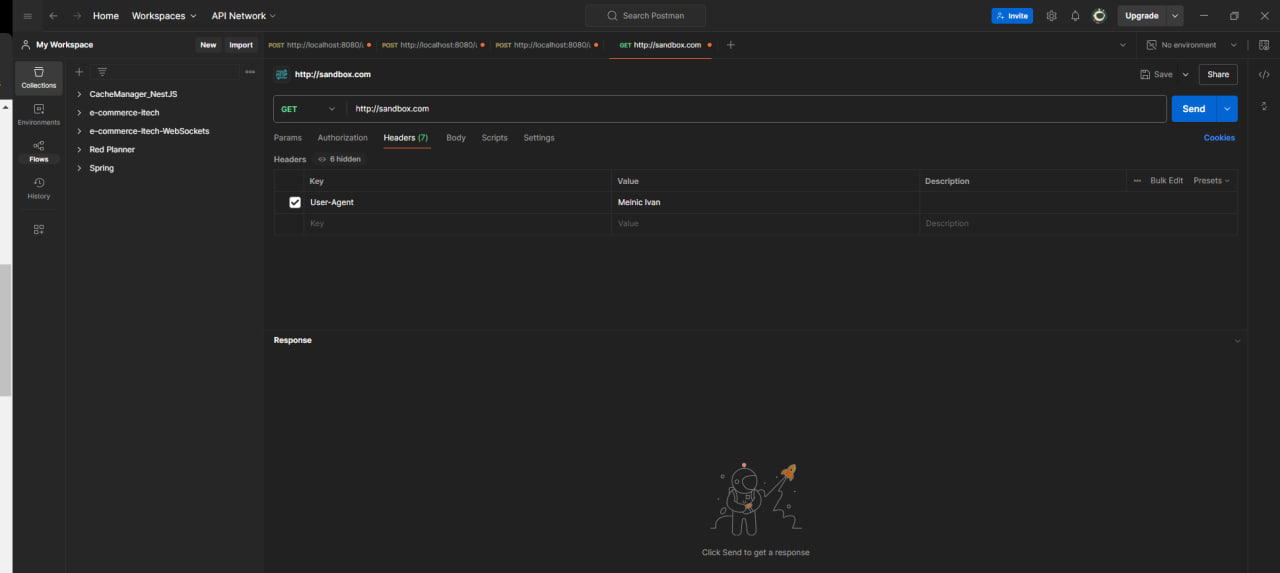 Home Workspaces API Network Search Postman Invite Upgrade
My Workspace New Import POST http://localhost:8080/ POST http://localhost:8080/ POST http://localhost:8080/ GET http://sandbox.com No environment
Collections
Environments
Flows
History
CacheManager_NestJS
e-commerce-itech
e-commerce-itech-WebSockets
Red Planner
Spring
http://sandbox.com Save Share
GET http://sandbox.com Send
Params Authorization Headers (7) Body Scripts Settings Cookies
Headers 6 hidden
Key Value Description Bulk Edit Presets
User-Agent Melnic Ivan
Key Value Description
Response
Click Send to get a response